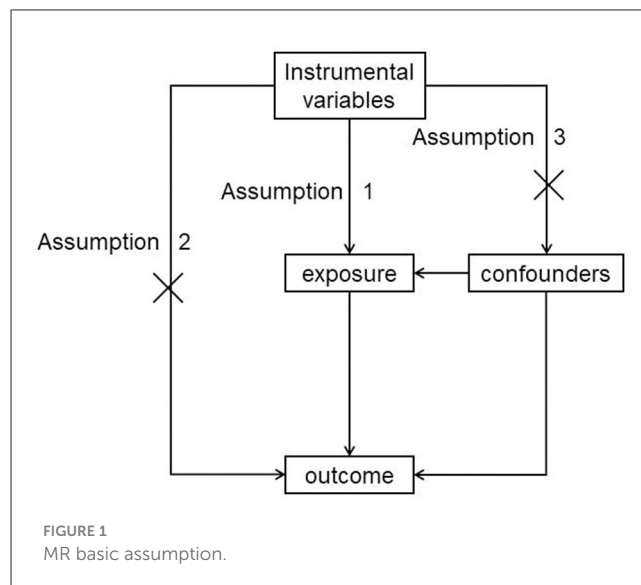 Instrumental
variables
Assumption 3
Assumption 1
Assumption 2
exposure
confounders
outcome
FIGURE 1
MR basic assumption.